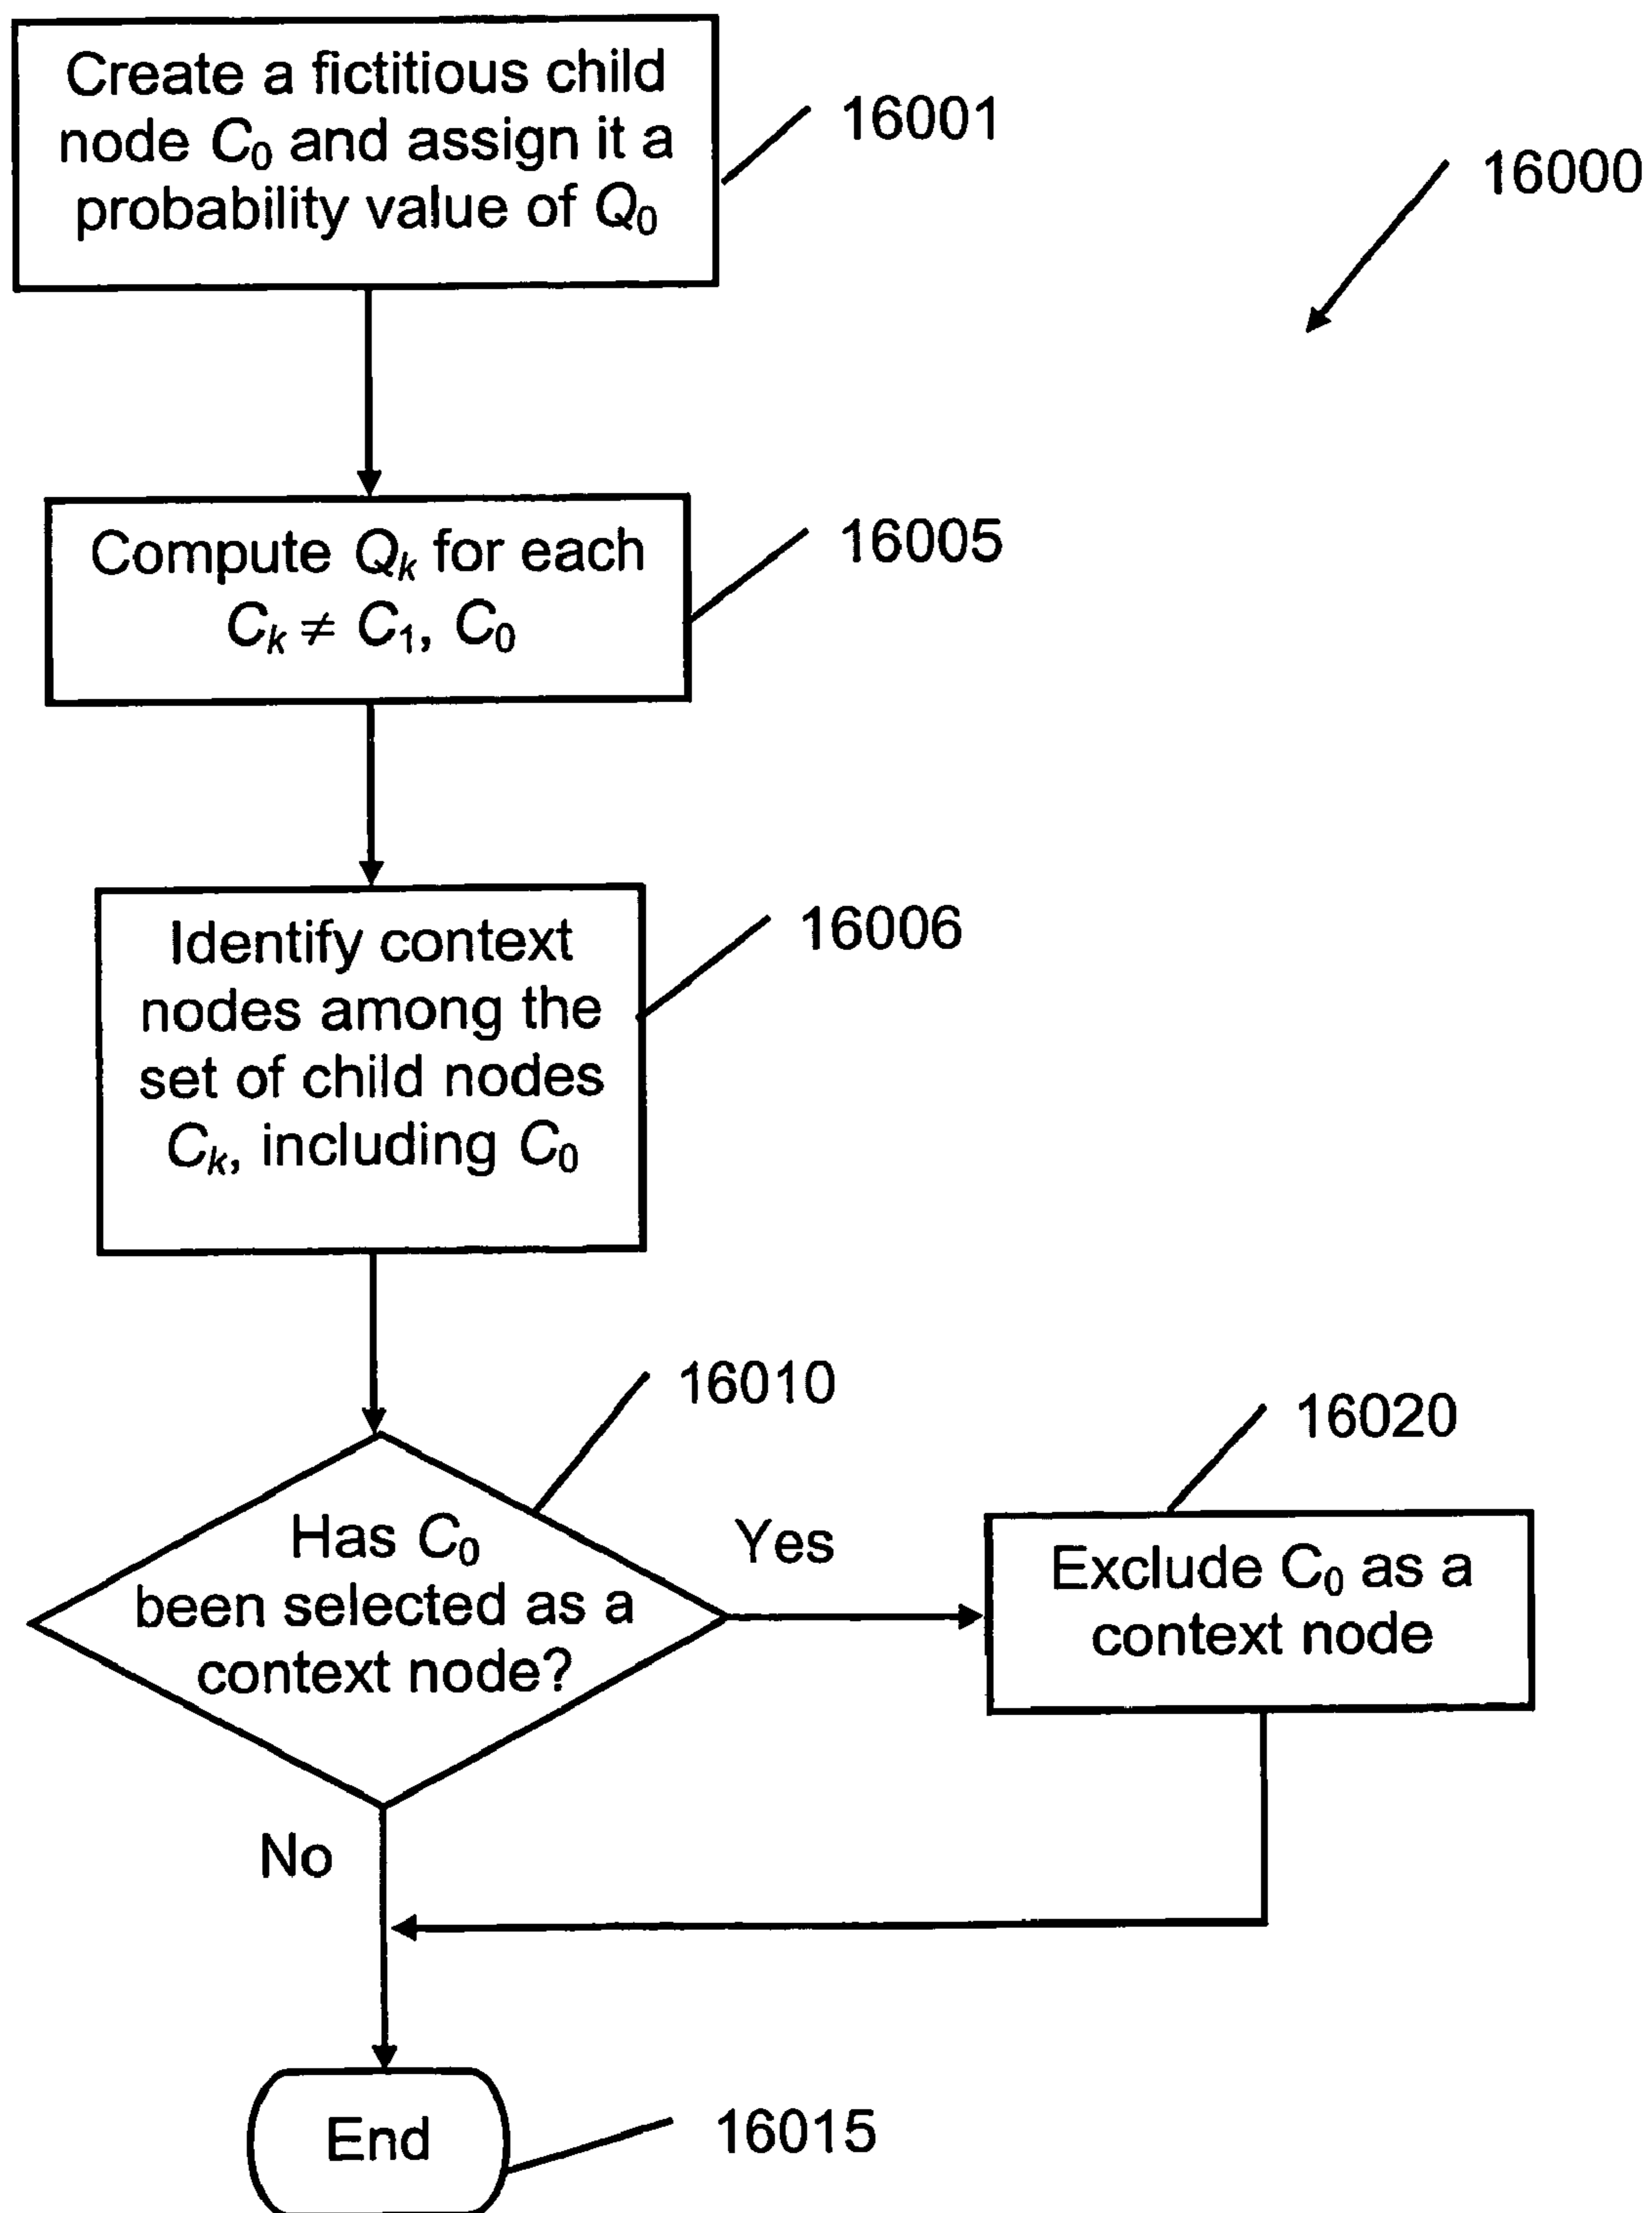 Create a fictitious child
node C₀ and assign it a
probability value of Q₀
16001
16000
Compute Qₖ for each
Cₖ ≠ C₁, C₀
16005
Identify context
nodes among the
set of child nodes
Cₖ, including C₀
16006
Has C₀
been selected as a
context node?
16010
Yes
Exclude C₀ as a
context node
16020
No
End
16015